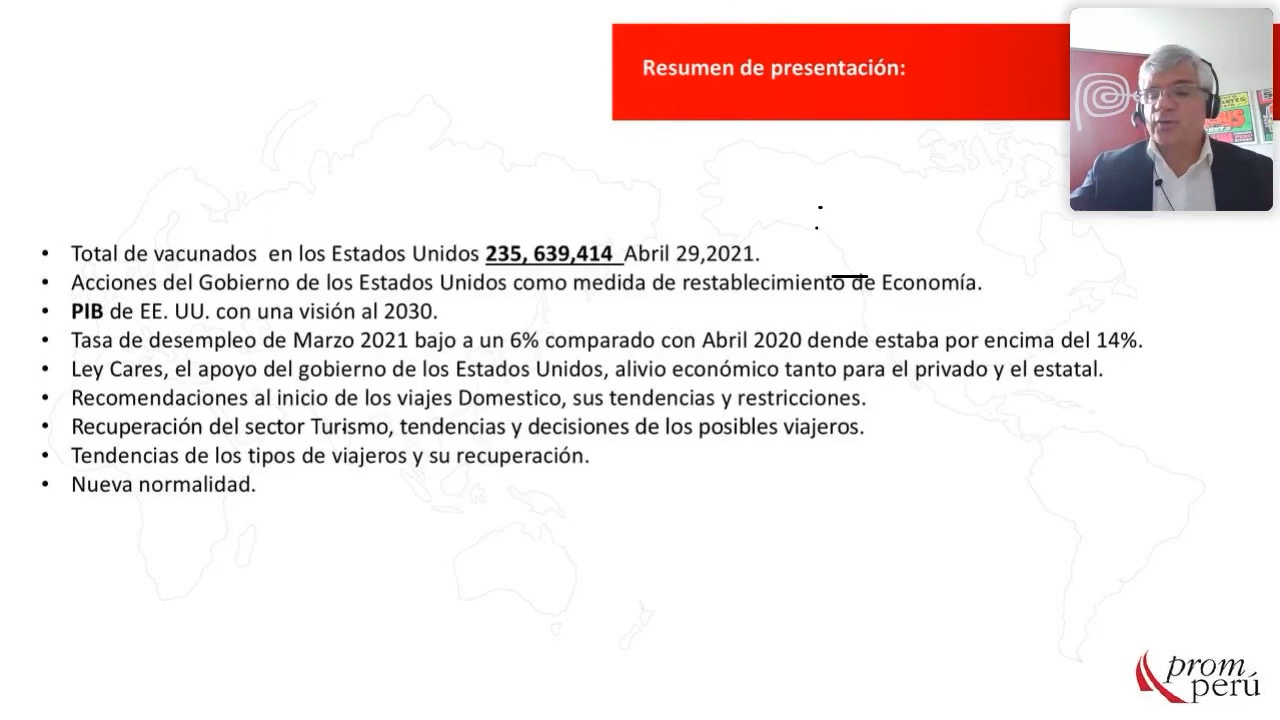 Resumen de presentación:
• Total de vacunados en los Estados Unidos 235, 639,414 Abril 29,2021.
• Acciones del Gobierno de los Estados Unidos como medida de restablecimiento de Economía.
• PIB de EE. UU. con una visión al 2030.
• Tasa de desempleo de Marzo 2021 bajo a un 6% comparado con Abril 2020 dende estaba por encima del 14%.
• Ley Cares, el apoyo del gobierno de los Estados Unidos, alivio económico tanto para el privado y el estatal.
• Recomendaciones al inicio de los viajes Domestico, sus tendencias y restricciones.
• Recuperación del sector Turismo, tendencias y decisiones de los posibles viajeros.
• Tendencias de los tipos de viajeros y su recuperación.
• Nueva normalidad.
prom
perú